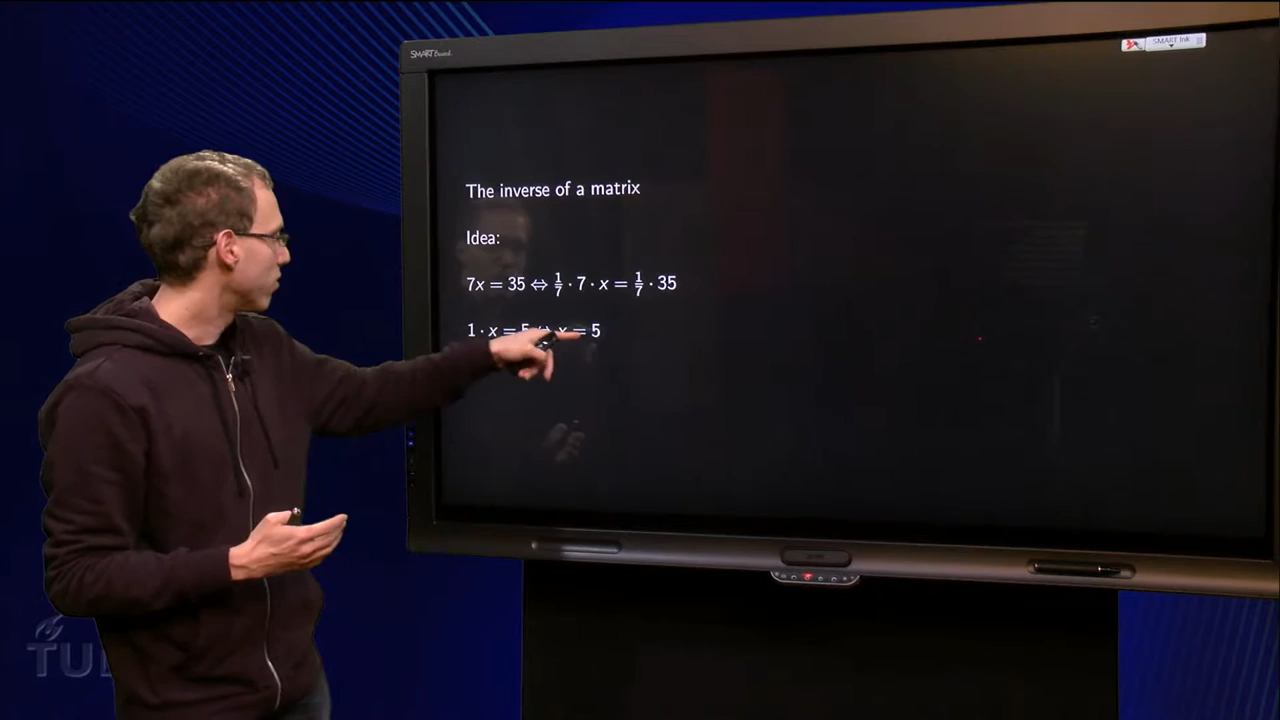 SMART Board
SMART Ink
The inverse of a matrix
Idea:
7x = 35 ⇔ 1/7 · 7 · x = 1/7 · 35
1 · x = 5 ⇔ x = 5